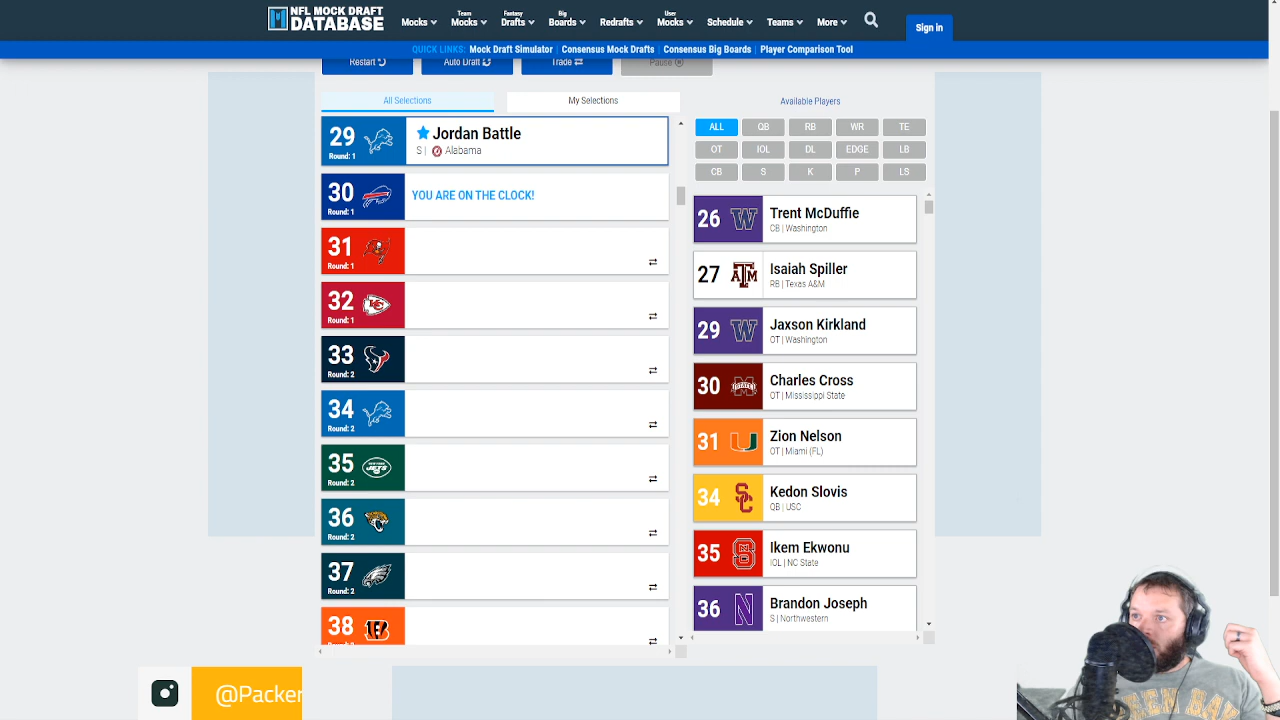 NFL MOCK DRAFT
DATABASE
Mocks
Team
Mocks
Fantasy
Drafts
Big
Boards
Redrafts
User
Mocks
Schedule
Teams
More
Sign in
QUICK LINKS: Mock Draft Simulator Consensus Mock Drafts Consensus Big Boards Player Comparison Tool
Restart Auto Draft Trade Pause
All Selections My Selections
29
Round: 1
Jordan Battle
S | Alabama
30
Round: 1
YOU ARE ON THE CLOCK!
31
Round: 1
32
Round: 1
33
Round: 2
34
Round: 2
35
Round: 2
JETS
36
Round: 2
37
Round: 2
38
Available Players
ALL QB RB WR TE
OT IOL DL EDGE LB
CB S K P LS
26 W
Trent McDuffie
CB | Washington
27 ATM
Isaiah Spiller
RB | Texas A&M
29 W
Jaxson Kirkland
OT | Washington
30
Charles Cross
OT | Mississippi State
31
Zion Nelson
OT | Miami (FL)
34 SC
Kedon Slovis
QB | USC
35
Ikem Ekwonu
IOL | NC State
36 N
Brandon Joseph
S | Northwestern
@Packer
GREEN BAY